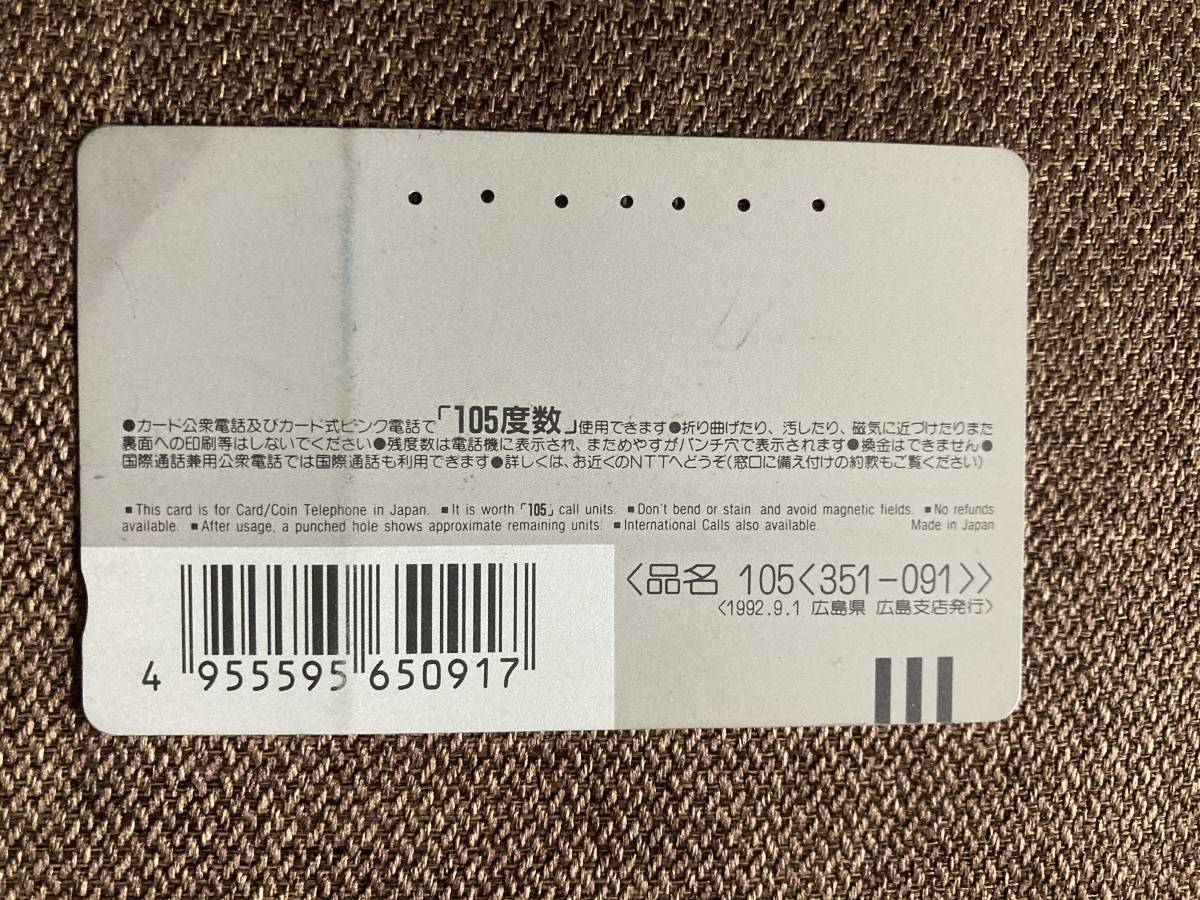 ●カード公衆電話及びカード式ピンク電話で「105度数」使用できます●折り曲げたり、汚したり、磁気に近づけたりまた
裏面への印刷等はしないでください●残度数は電話機に表示され、まためやすがパンチ穴で表示されます●換金はできません●
国際通話兼用公衆電話では国際通話も利用できます●詳しくは、お近くのNTTへどうぞ(窓口に備え付けの約款もご覧ください)
■This card is for Card/Coin Telephone in Japan. ■It is worth「105」call units. ■Don't bend or stain and avoid magnetic fields. ■No refunds
available. ■After usage, a punched hole shows approximate remaining units. ■International Calls also available. Made in Japan
〈品名 105〈351-091〉〉
〈1992.9.1 広島県 広島支店発行〉
4 955595 650917